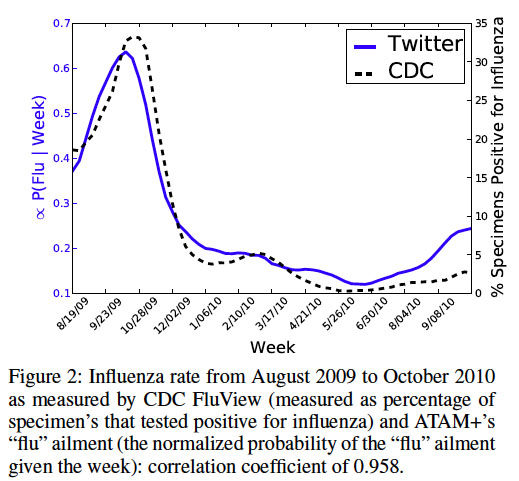 0.7
0.6
0.5
0.4
0.3
0.2
0.1
∝ P(Flu | Week)
35
30
25
20
15
10
5
0
% Specimens Positive for Influenza
Twitter
CDC
8/19/09
9/23/09
10/28/09
12/02/09
1/06/10
2/10/10
3/17/10
4/21/10
5/26/10
6/30/10
8/04/10
9/08/10
Week
Figure 2: Influenza rate from August 2009 to October 2010
as measured by CDC FluView (measured as percentage of
specimen’s that tested positive for influenza) and ATAM+’s
“flu” ailment (the normalized probability of the “flu” ailment
given the week): correlation coefficient of 0.958.